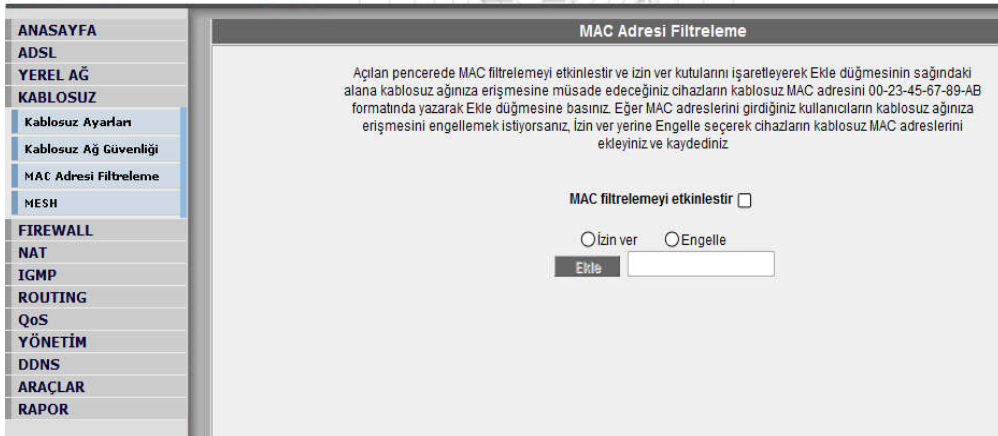 ANASAYFA
ADSL
YEREL AĞ
KABLOSUZ
Kablosuz Ayarları
Kablosuz Ağ Güvenliği
MAC Adresi Filtreleme
MESH
FIREWALL
NAT
IGMP
ROUTING
QoS
YÖNETİM
DDNS
ARAÇLAR
RAPOR
MAC Adresi Filtreleme
Açılan pencerede MAC filtrelemeyi etkinlestir ve izin ver kutularını işaretleyerek Ekle düğmesinin sağındaki
alana kablosuz ağınıza erişmesine müsade edeceğiniz cihazların kablosuz MAC adresini 00-23-45-67-89-AB
formatında yazarak Ekle düğmesine basınız. Eğer MAC adreslerini girdiğiniz kullanıcıların kablosuz ağınıza
erişmesini engellemek istiyorsanız, İzin ver yerine Engelle seçerek cihazların kablosuz MAC adreslerini
ekleyiniz ve kaydediniz
MAC filtrelemeyi etkinlestir
İzin ver Engelle
Ekle